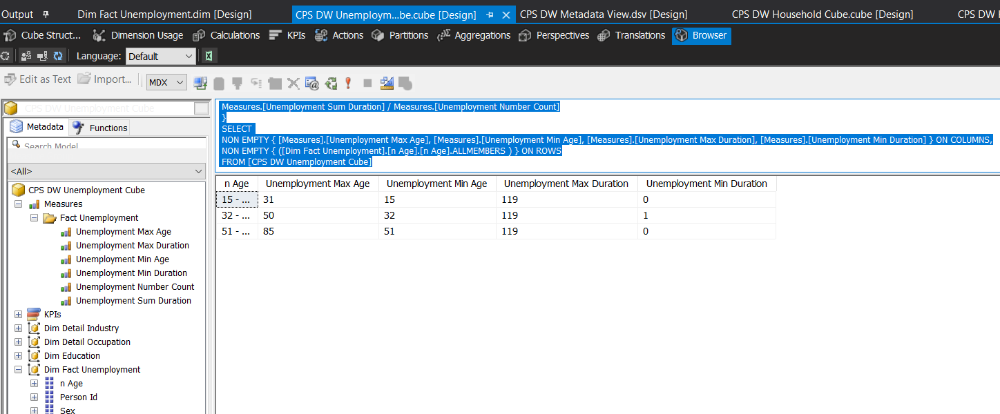 Output
Dim Fact Unemployment.dim [Design]
CPS DW Unemploym...be.cube [Design]
CPS DW Metadata View.dsv [Design]
CPS DW Household Cube.cube [Design]
CPS DW
Cube Struct...
Dimension Usage
Calculations
KPIs
Actions
Partitions
Aggregations
Perspectives
Translations
Browser
Language: Default
Edit as Text
Import...
MDX
CPS DW Unemployment Cube
Metadata
Functions
Search Model
<All>
CPS DW Unemployment Cube
Measures
Fact Unemployment
Unemployment Max Age
Unemployment Max Duration
Unemployment Min Age
Unemployment Min Duration
Unemployment Number Count
Unemployment Sum Duration
KPIs
Dim Detail Industry
Dim Detail Occupation
Dim Education
Dim Fact Unemployment
n Age
Person Id
Sex
Measures.[Unemployment Sum Duration] / Measures.[Unemployment Number Count]
}
SELECT
NON EMPTY { [Measures].[Unemployment Max Age], [Measures].[Unemployment Min Age], [Measures].[Unemployment Max Duration], [Measures].[Unemployment Min Duration] } ON COLUMNS,
NON EMPTY { ([Dim Fact Unemployment].[n Age].[n Age].ALLMEMBERS ) } ON ROWS
FROM [CPS DW Unemployment Cube]
n Age Unemployment Max Age Unemployment Min Age Unemployment Max Duration Unemployment Min Duration
15 - ... 31 15 119 0
32 - ... 50 32 119 1
51 - ... 85 51 119 0